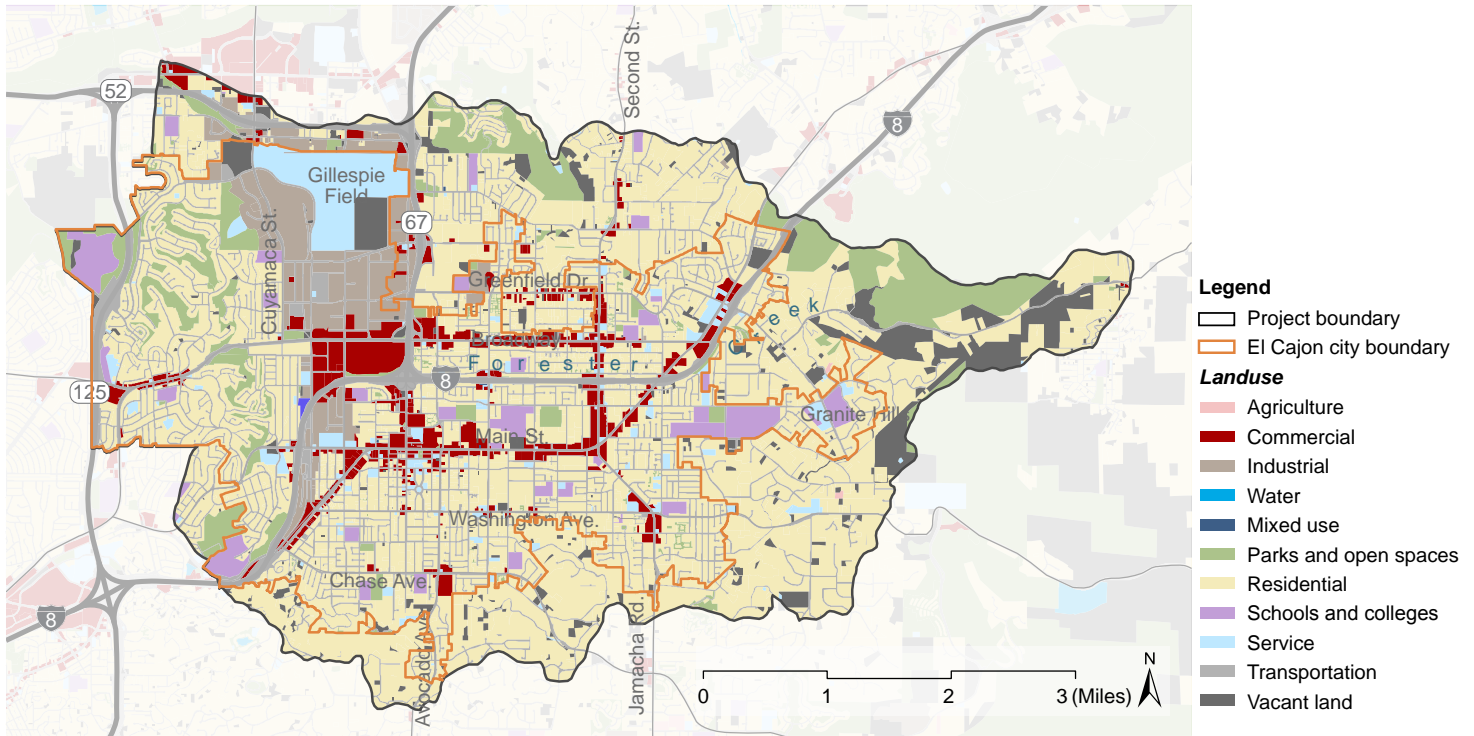 52
Second St.
8
Gillespie
Field
Cuyamaca St.
67
Greenfield Dr.
Creek
Broadway
Forester
8
125
Granite Hill
Main St.
Washington Ave.
Chase Ave.
8
Avocado Ave.
Jamacha Rd.
N
0 1 2 3 (Miles)
Legend
Project boundary
El Cajon city boundary
Landuse
Agriculture
Commercial
Industrial
Water
Mixed use
Parks and open spaces
Residential
Schools and colleges
Service
Transportation
Vacant land